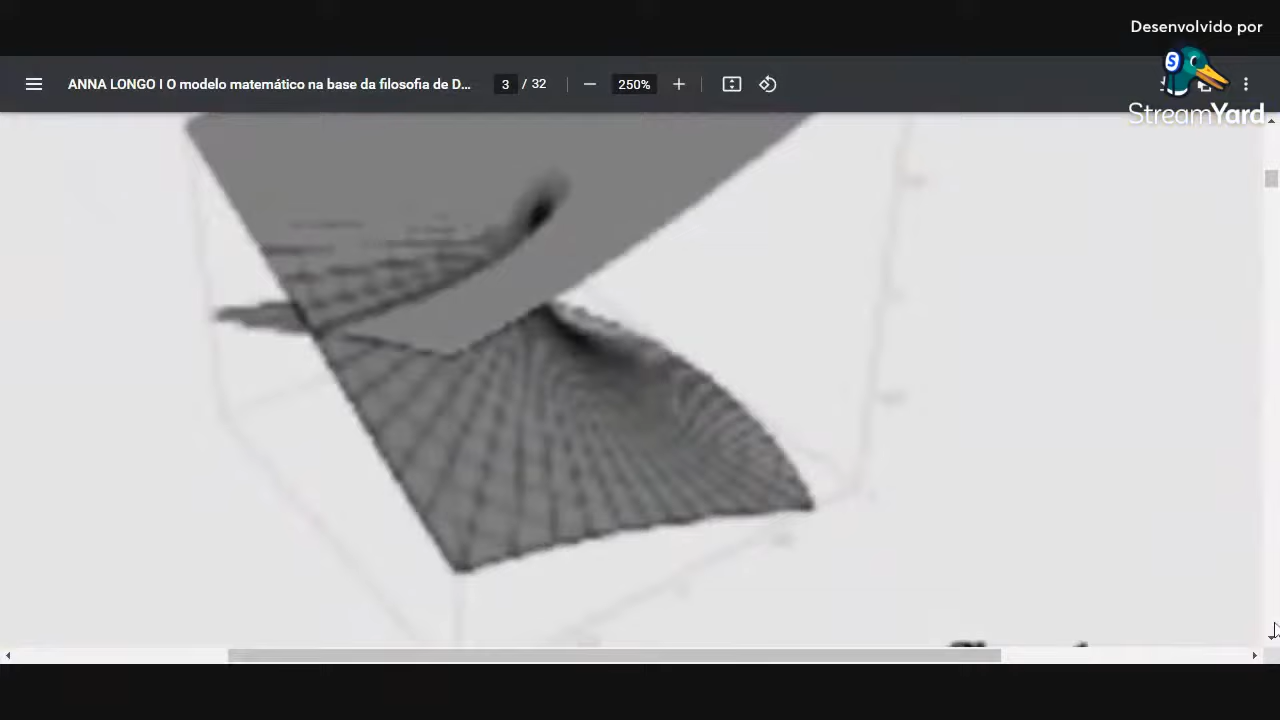 Desenvolvido por
StreamYard
ANNA LONGO I O modelo matemático na base da filosofia de D...
3 / 32
250%